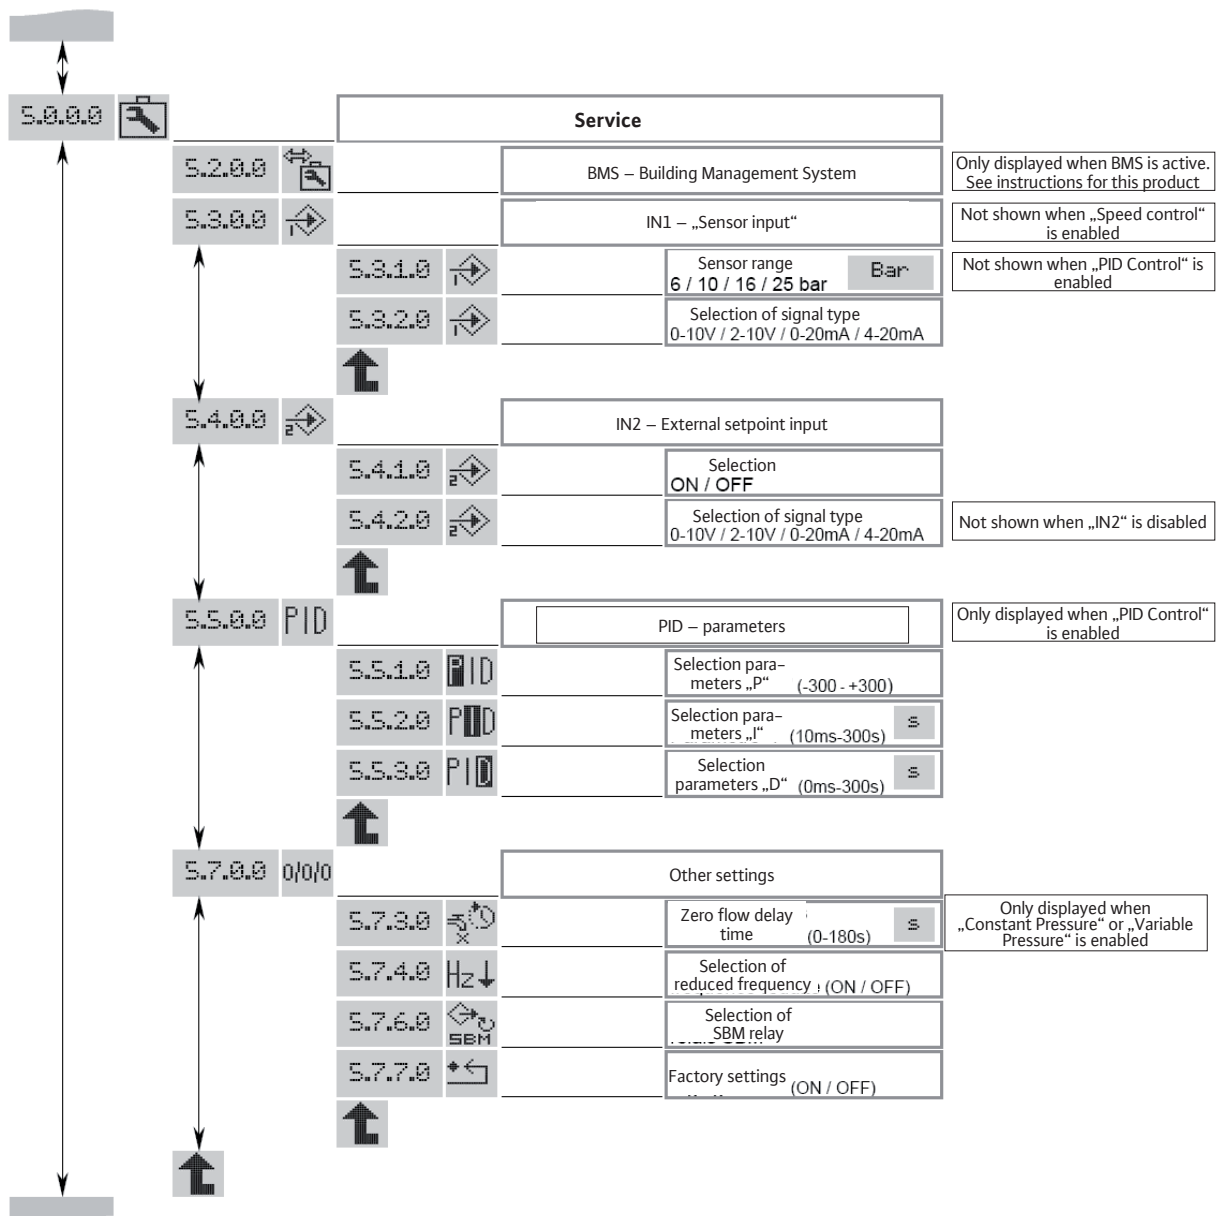 5.0.0.0
Service
5.2.0.0
BMS – Building Management System
Only displayed when BMS is active.
See instructions for this product
5.3.0.0
1
IN1 – „Sensor input“
Not shown when „Speed control“
is enabled
5.3.1.0
1
Sensor range
6 / 10 / 16 / 25 bar
Bar
Not shown when „PID Control“ is
enabled
5.3.2.0
1
Selection of signal type
0-10V / 2-10V / 0-20mA / 4-20mA
5.4.0.0
2
IN2 – External setpoint input
5.4.1.0
2
Selection
ON / OFF
5.4.2.0
2
Selection of signal type
0-10V / 2-10V / 0-20mA / 4-20mA
Not shown when „IN2“ is disabled
5.5.0.0
PID
PID – parameters
Only displayed when „PID Control“
is enabled
5.5.1.0
PID
Selection para–
meters „P“ (-300 - +300)
5.5.2.0
PID
Selection para–
meters „I“ (10ms-300s)
s
5.5.3.0
PID
Selection
parameters „D“ (0ms-300s)
s
5.7.0.0
0/0/0
Other settings
5.7.3.0
x
Zero flow delay
time (0-180s)
s
Only displayed when
„Constant Pressure“ or „Variable
Pressure“ is enabled
5.7.4.0
Hz
Selection of
reduced frequency (ON / OFF)
5.7.6.0
SBM
Selection of
SBM relay
5.7.7.0
Factory settings (ON / OFF)